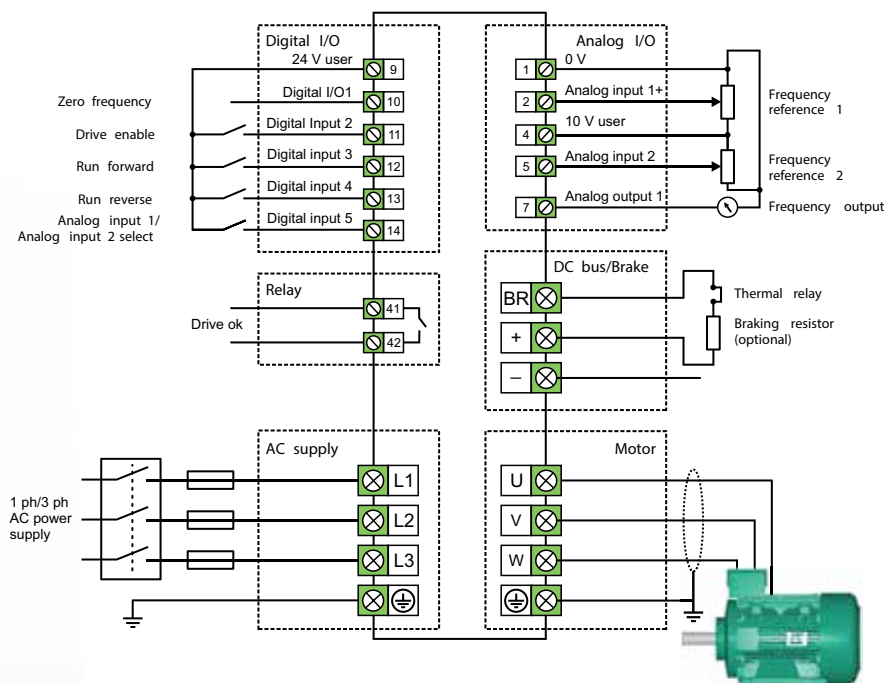 Digital I/O
24 V user
9
Zero frequency
Digital I/O1
10
Drive enable
Digital Input 2
11
Run forward
Digital input 3
12
Run reverse
Digital input 4
13
Analog input 1/
Analog input 2 select
Digital input 5
14
Analog I/O
1
0 V
2
Analog input 1+
Frequency
reference 1
4
10 V user
5
Analog input 2
Frequency
reference 2
7
Analog output 1
Frequency output
Relay
Drive ok
41
42
DC bus/Brake
BR
Thermal relay
+
Braking resistor
(optional)
–
AC supply
1 ph/3 ph
AC power
supply
L1
L2
L3
Motor
U
V
W